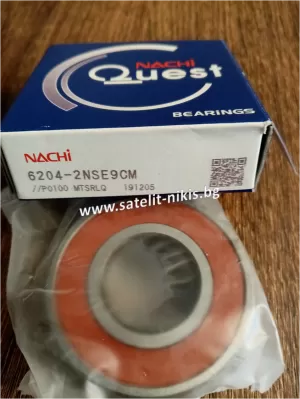 NACHI
Quest
BEARINGS
NACHI
6204-2NSE9CM
//P0100 MTSRLQ 191205
www.satelit-nikis.bg